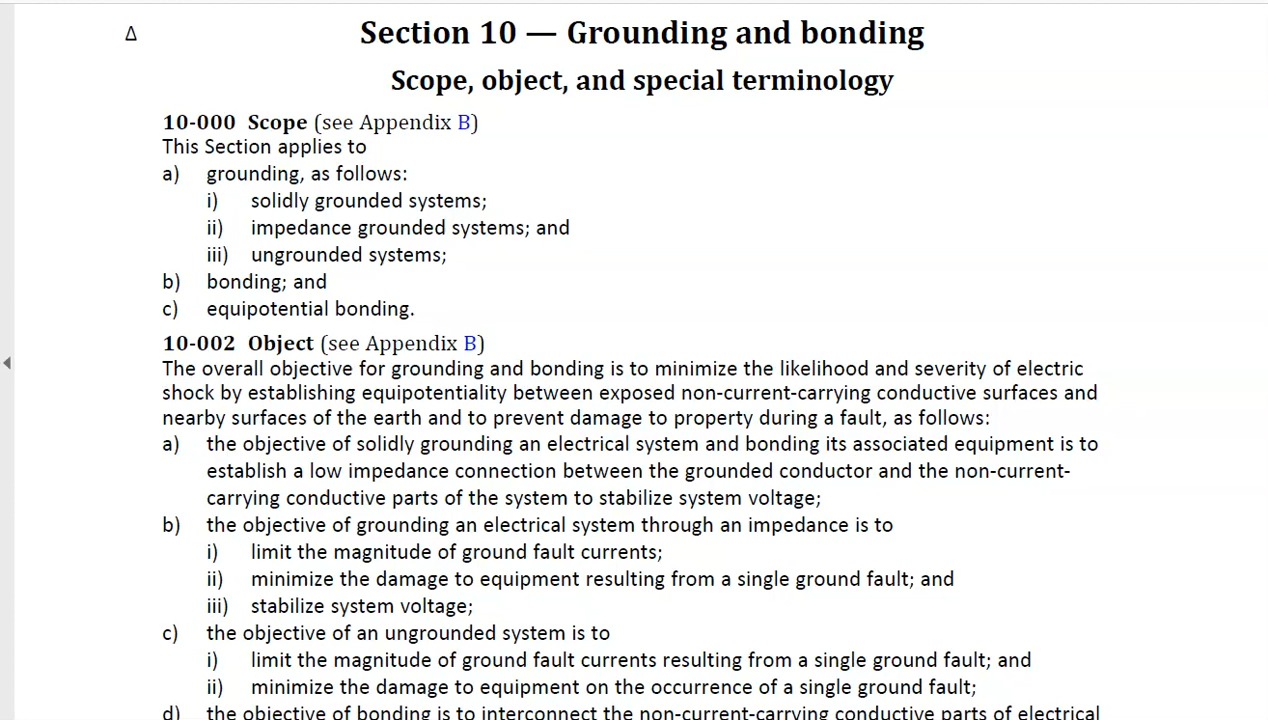 Δ
Section 10 — Grounding and bonding
Scope, object, and special terminology
10-000 Scope (see Appendix B)
This Section applies to
a) grounding, as follows:
i) solidly grounded systems;
ii) impedance grounded systems; and
iii) ungrounded systems;
b) bonding; and
c) equipotential bonding.
10-002 Object (see Appendix B)
The overall objective for grounding and bonding is to minimize the likelihood and severity of electric
shock by establishing equipotentiality between exposed non-current-carrying conductive surfaces and
nearby surfaces of the earth and to prevent damage to property during a fault, as follows:
a) the objective of solidly grounding an electrical system and bonding its associated equipment is to
establish a low impedance connection between the grounded conductor and the non-current-
carrying conductive parts of the system to stabilize system voltage;
b) the objective of grounding an electrical system through an impedance is to
i) limit the magnitude of ground fault currents;
ii) minimize the damage to equipment resulting from a single ground fault; and
iii) stabilize system voltage;
c) the objective of an ungrounded system is to
i) limit the magnitude of ground fault currents resulting from a single ground fault; and
ii) minimize the damage to equipment on the occurrence of a single ground fault;
d) the objective of bonding is to interconnect the non-current-carrying conductive parts of electrical